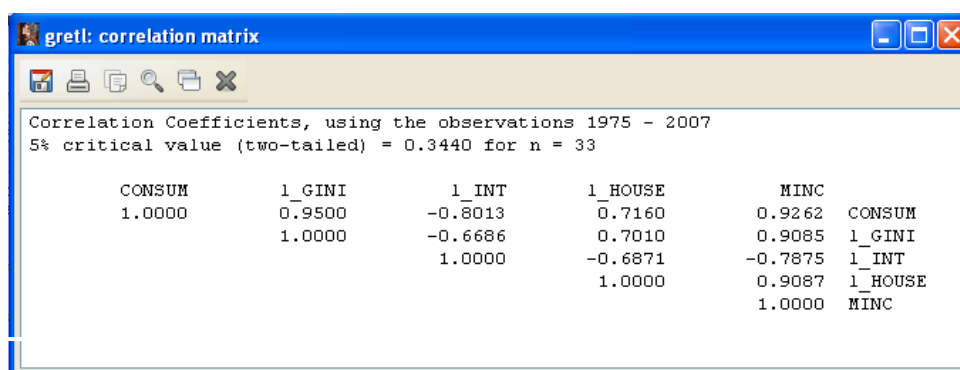 gretl: correlation matrix
Correlation Coefficients, using the observations 1975 - 2007
5% critical value (two-tailed) = 0.3440 for n = 33
CONSUM l_GINI l_INT l_HOUSE MINC
1.0000 0.9500 -0.8013 0.7160 0.9262 CONSUM
1.0000 -0.6686 0.7010 0.9085 l_GINI
1.0000 -0.6871 -0.7875 l_INT
1.0000 0.9087 l_HOUSE
1.0000 MINC